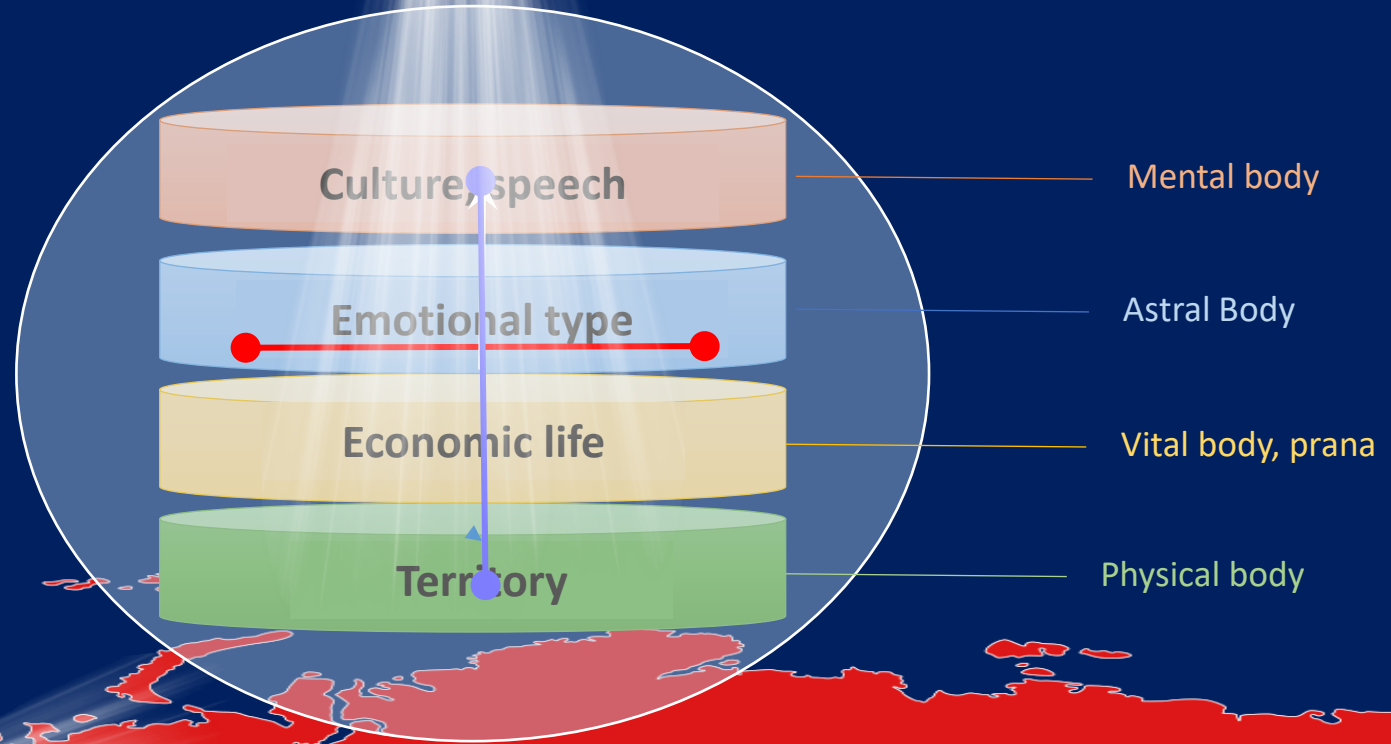 Culture, speech
Mental body
Emotional type
Astral Body
Economic life
Vital body, prana
Territory
Physical body